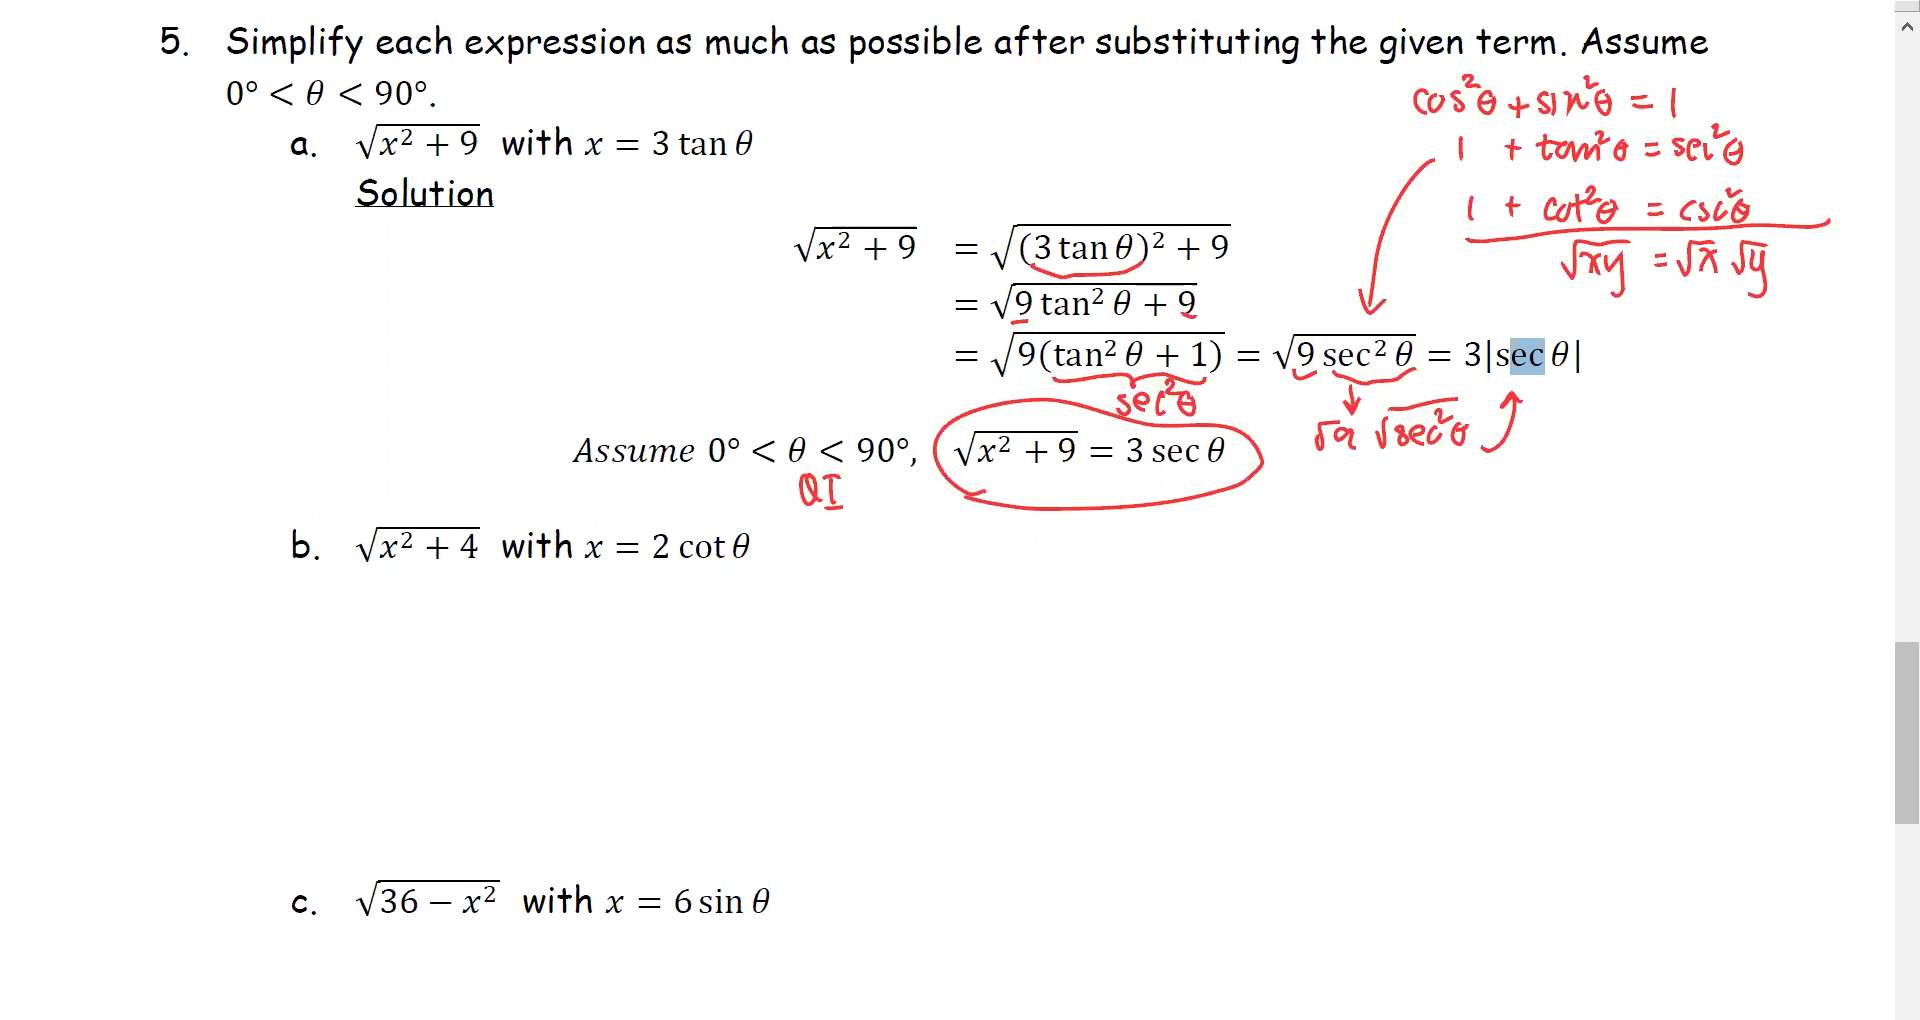 5. Simplify each expression as much as possible after substituting the given term. Assume
0° < θ < 90°.
cos²θ + sin²θ = 1
a. √(x² + 9) with x = 3 tan θ
1 + tan²θ = sec²θ
Solution
1 + cot²θ = csc²θ
√(x² + 9) = √((3 tan θ)² + 9)
√(xy) = √x √y
= √(9 tan² θ + 9)
= √(9(tan² θ + 1)) = √(9 sec² θ) = 3|sec θ|
sec²θ
√9 √(sec²θ)
Assume 0° < θ < 90°, √(x² + 9) = 3 sec θ
QI
b. √(x² + 4) with x = 2 cot θ
c. √(36 − x²) with x = 6 sin θ